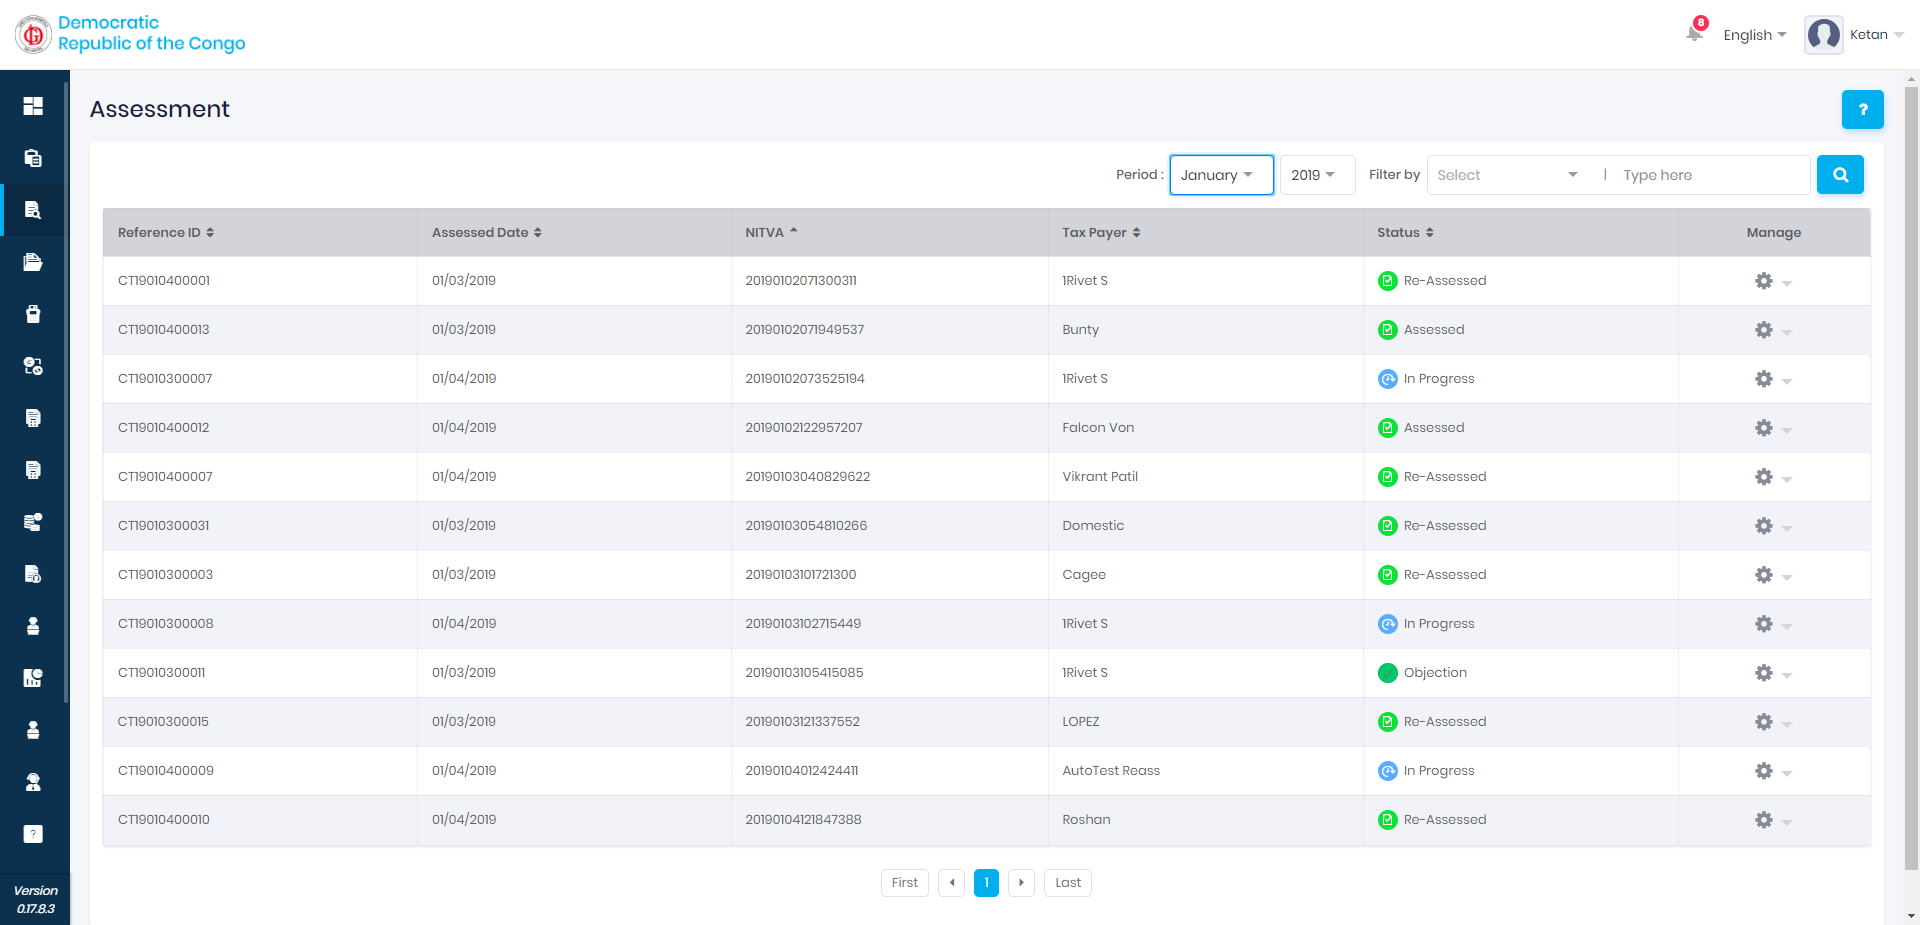 Democratic
Republic of the Congo
8
English
Ketan
Assessment
?
Period : January 2019 Filter by Select | Type here
Reference ID Assessed Date NITVA Tax Payer Status Manage
CT19010400001 01/03/2019 20190102071300311 1Rivet S Re-Assessed
CT19010400013 01/03/2019 20190102071949537 Bunty Assessed
CT19010300007 01/04/2019 20190102073525194 1Rivet S In Progress
CT19010400012 01/04/2019 20190102122957207 Falcon Von Assessed
CT19010400007 01/04/2019 20190103040829622 Vikrant Patil Re-Assessed
CT19010300031 01/03/2019 20190103054810266 Domestic Re-Assessed
CT19010300003 01/03/2019 20190103101721300 Cagee Re-Assessed
CT19010300008 01/04/2019 20190103102715449 1Rivet S In Progress
CT19010300011 01/03/2019 20190103105415085 1Rivet S Objection
CT19010300015 01/03/2019 20190103121337552 LOPEZ Re-Assessed
CT19010400009 01/04/2019 20190104012424411 AutoTest Reass In Progress
CT19010400010 01/04/2019 20190104121847388 Roshan Re-Assessed
First 1 Last
?
Version
0.17.8.3